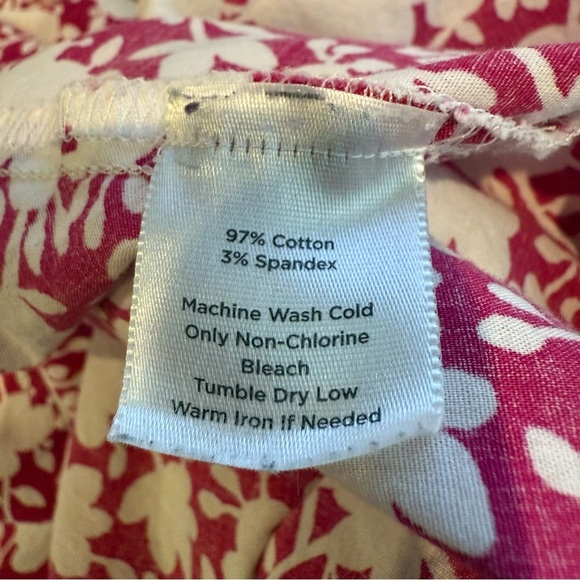 97% Cotton
3% Spandex
Machine Wash Cold
Only Non-Chlorine
Bleach
Tumble Dry Low
Warm Iron If Needed